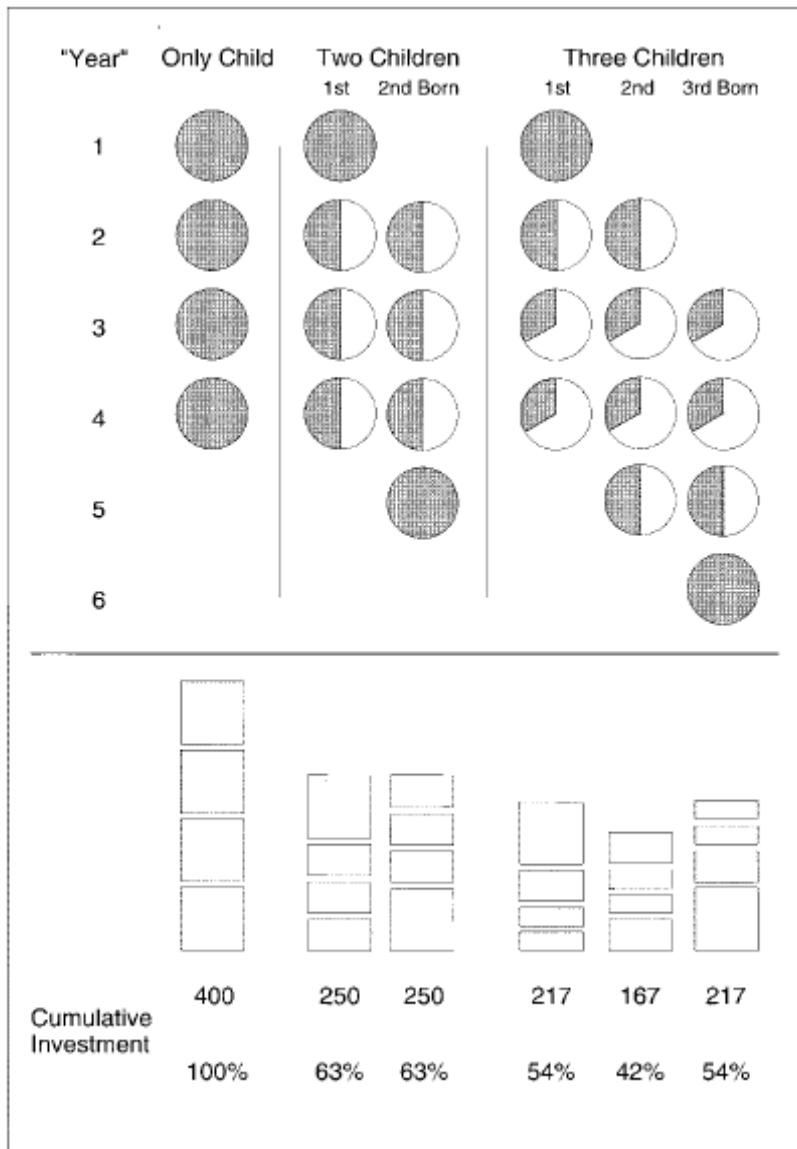 "Year" Only Child Two Children Three Children
1st 2nd Born 1st 2nd 3rd Born
1
2
3
4
5
6
400 250 250 217 167 217
Cumulative
Investment
100% 63% 63% 54% 42% 54%